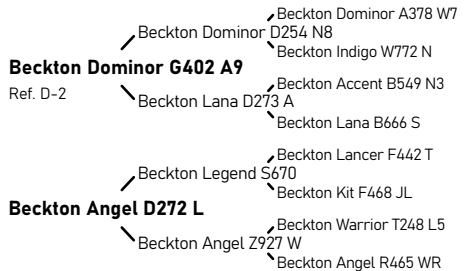 Beckton Dominor A378 W7
Beckton Dominor D254 N8
Beckton Indigo W772 N
Beckton Dominor G402 A9
Ref. D-2
Beckton Accent B549 N3
Beckton Lana D273 A
Beckton Lana B666 S
Beckton Lancer F442 T
Beckton Legend S670
Beckton Kit F468 JL
Beckton Angel D272 L
Beckton Warrior T248 L5
Beckton Angel Z927 W
Beckton Angel R465 WR